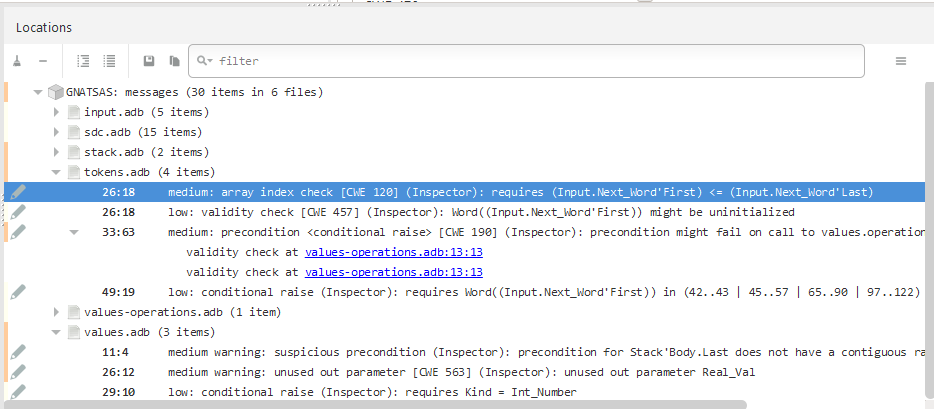 Locations
filter
GNATSAS: messages (30 items in 6 files)
input.adb (5 items)
sdc.adb (15 items)
stack.adb (2 items)
tokens.adb (4 items)
26:18 medium: array index check [CWE 120] (Inspector): requires (Input.Next_Word'First) <= (Input.Next_Word'Last)
26:18 low: validity check [CWE 457] (Inspector): Word((Input.Next_Word'First)) might be uninitialized
33:63 medium: precondition <conditional raise> [CWE 190] (Inspector): precondition might fail on call to values.operation
validity check at values-operations.adb:13:13
validity check at values-operations.adb:13:13
49:19 low: conditional raise (Inspector): requires Word((Input.Next_Word'First)) in (42..43 | 45..57 | 65..90 | 97..122)
values-operations.adb (1 item)
values.adb (3 items)
11:4 medium warning: suspicious precondition (Inspector): precondition for Stack'Body.Last does not have a contiguous ra
26:12 medium warning: unused out parameter [CWE 563] (Inspector): unused out parameter Real_Val
29:10 low: conditional raise (Inspector): requires Kind = Int_Number